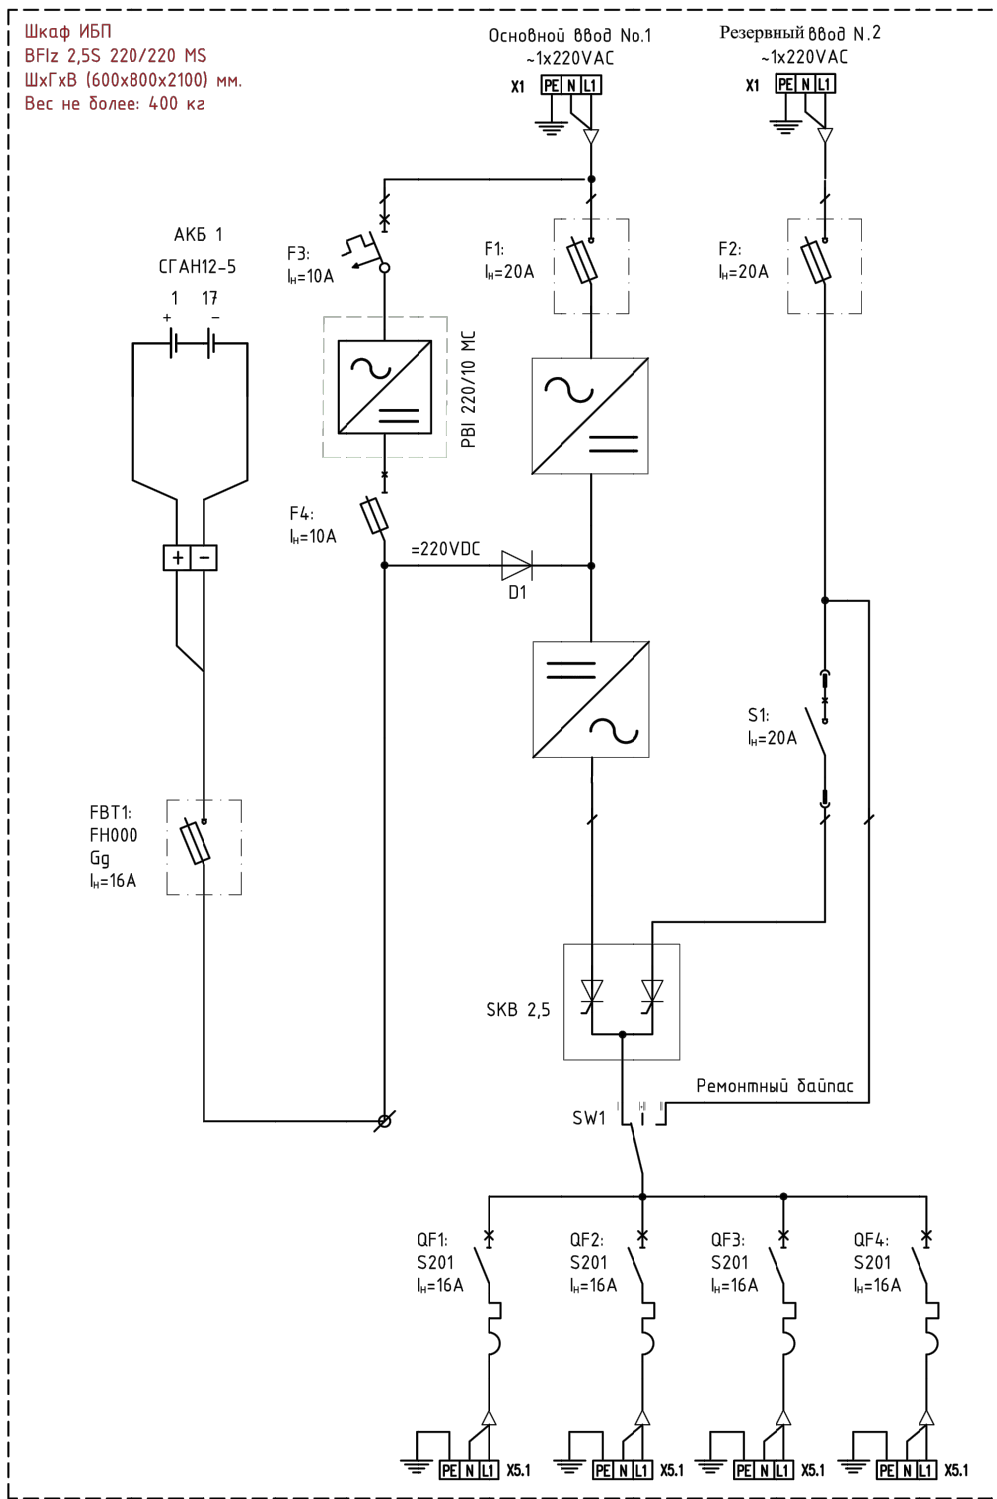 Шкаф ИБП
BFIz 2,5S 220/220 MS
ШхГхВ (600х800х2100) мм.
Вес не более: 400 кг
Основной ввод No.1
~1x220VAC
X1
PE N L1
Резервный ввод N.2
~1x220VAC
X1
PE N L1
АКБ 1
СГАН12-5
1 17
+ -
F3:
Iн=10A
F1:
Iн=20A
F2:
Iн=20A
PBI 220/10 MC
F4:
Iн=10A
=220VDC
D1
+ -
S1:
Iн=20A
FBT1:
FH000
Gg
Iн=16A
SKB 2,5
Ремонтный байпас
SW1
QF1:
S201
Iн=16A
QF2:
S201
Iн=16A
QF3:
S201
Iн=16A
QF4:
S201
Iн=16A
PE N L1 X5.1
PE N L1 X5.1
PE N L1 X5.1
PE N L1 X5.1